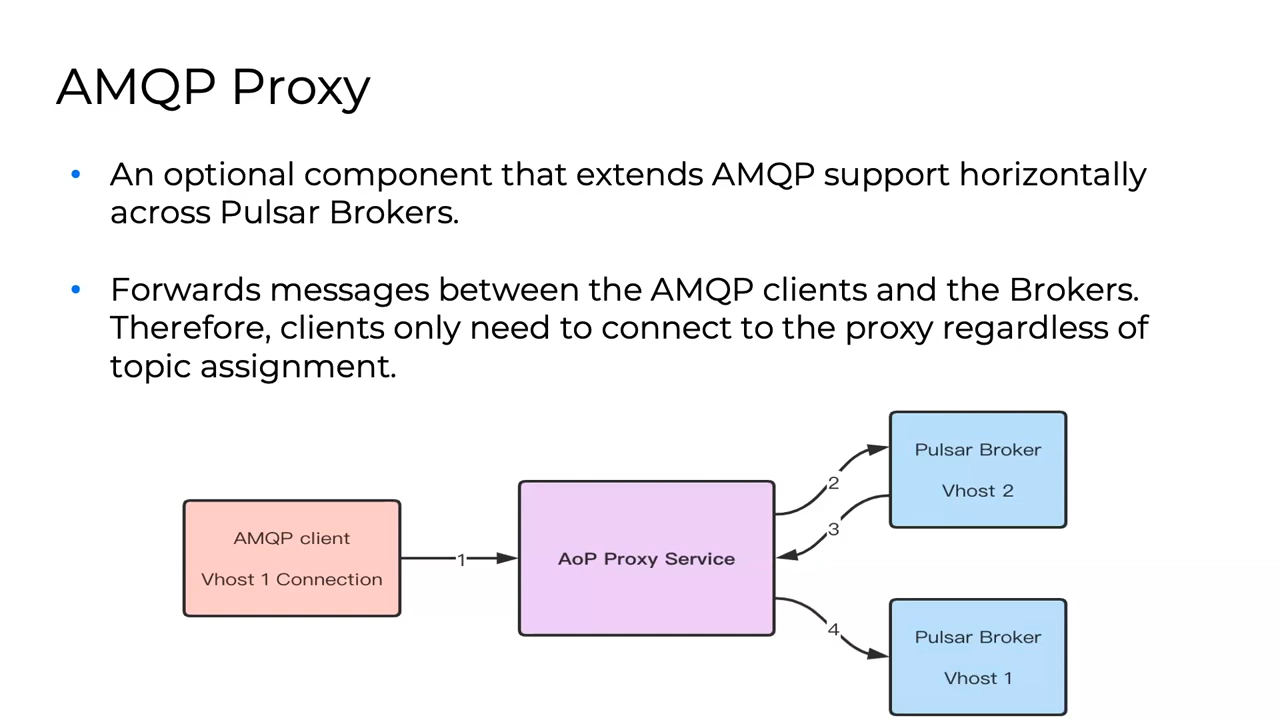 AMQP Proxy
• An optional component that extends AMQP support horizontally
across Pulsar Brokers.
• Forwards messages between the AMQP clients and the Brokers.
Therefore, clients only need to connect to the proxy regardless of
topic assignment.
AMQP client
Vhost 1 Connection
1
AoP Proxy Service
2
3
4
Pulsar Broker
Vhost 2
Pulsar Broker
Vhost 1